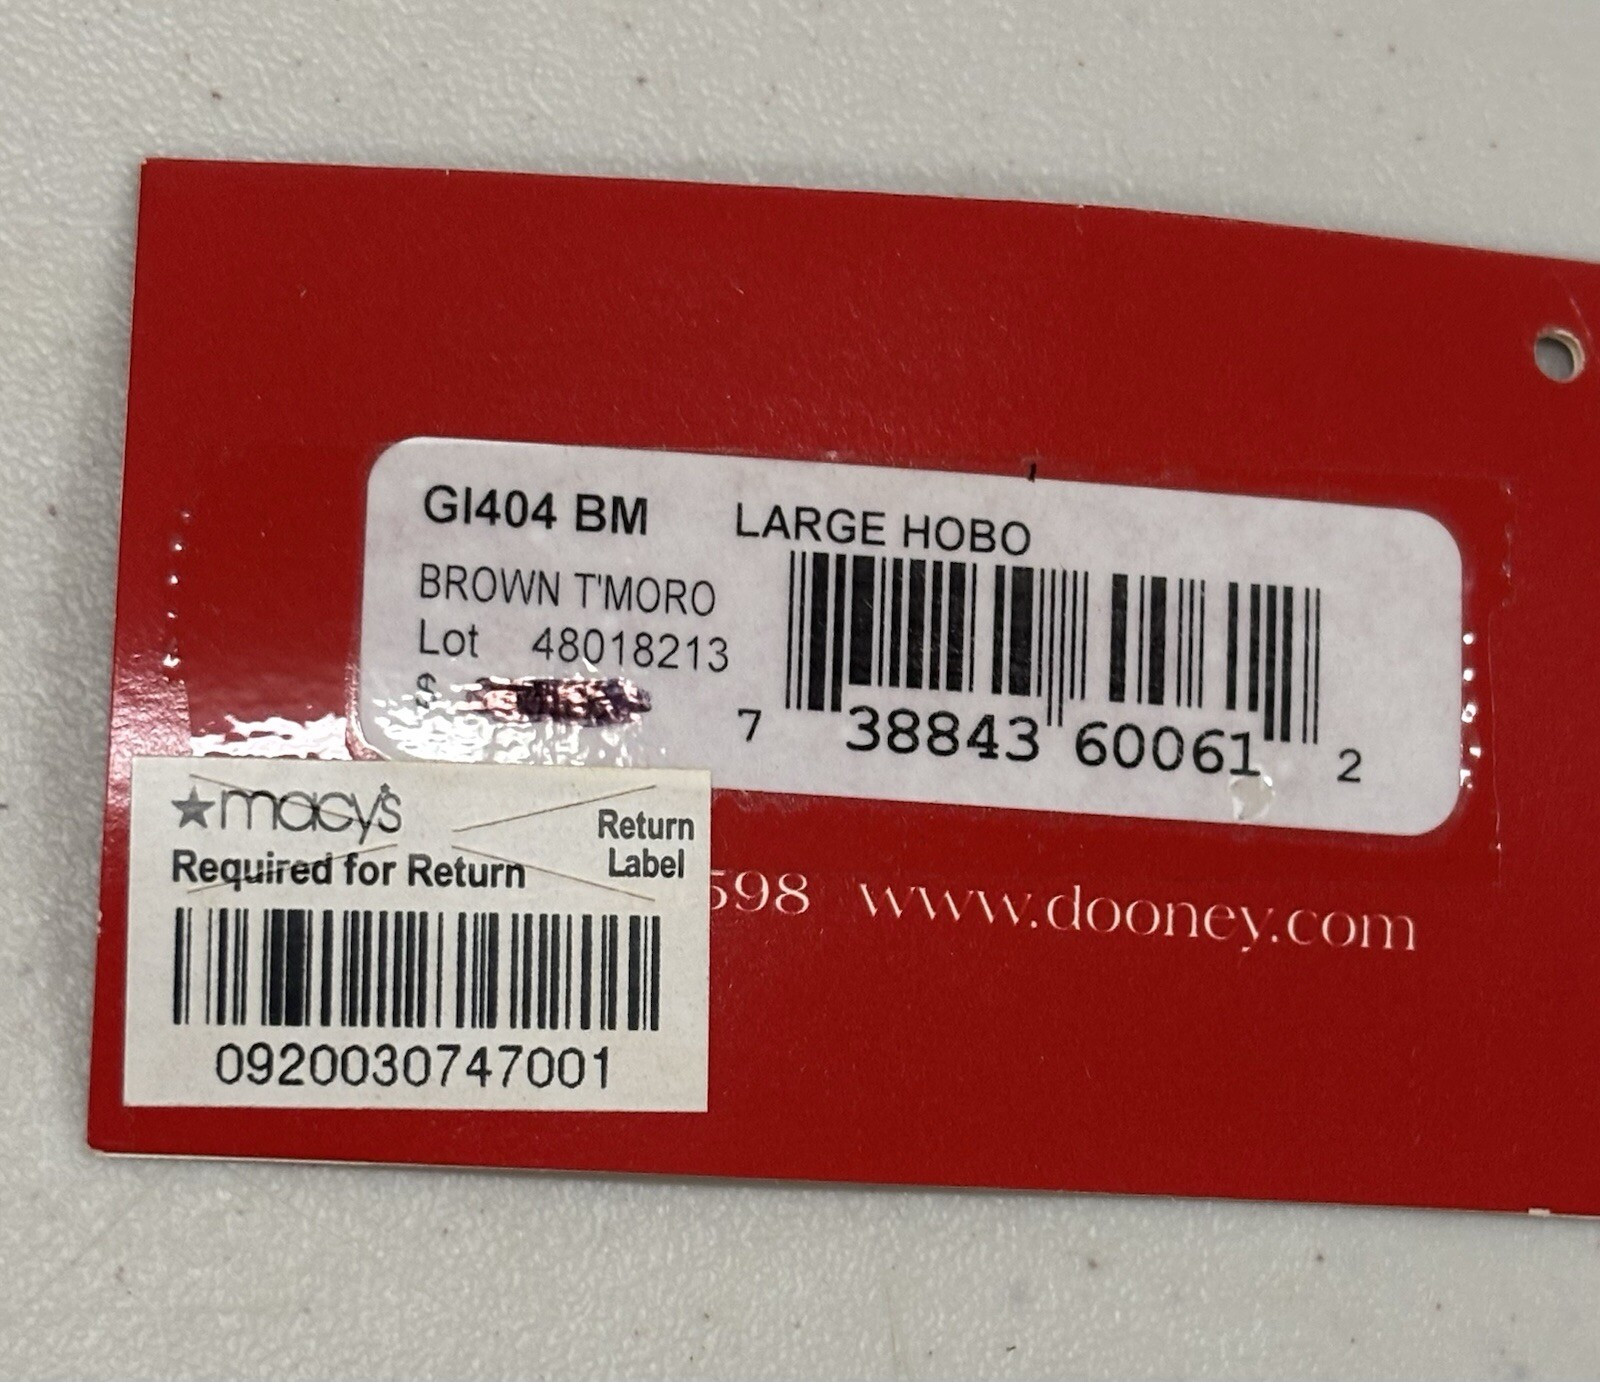 GI404 BM LARGE HOBO
BROWN T'MORO
Lot 48018213
7 38843 60061 2
macy's
Return
Label
Required for Return
598 www.dooney.com
0920030747001